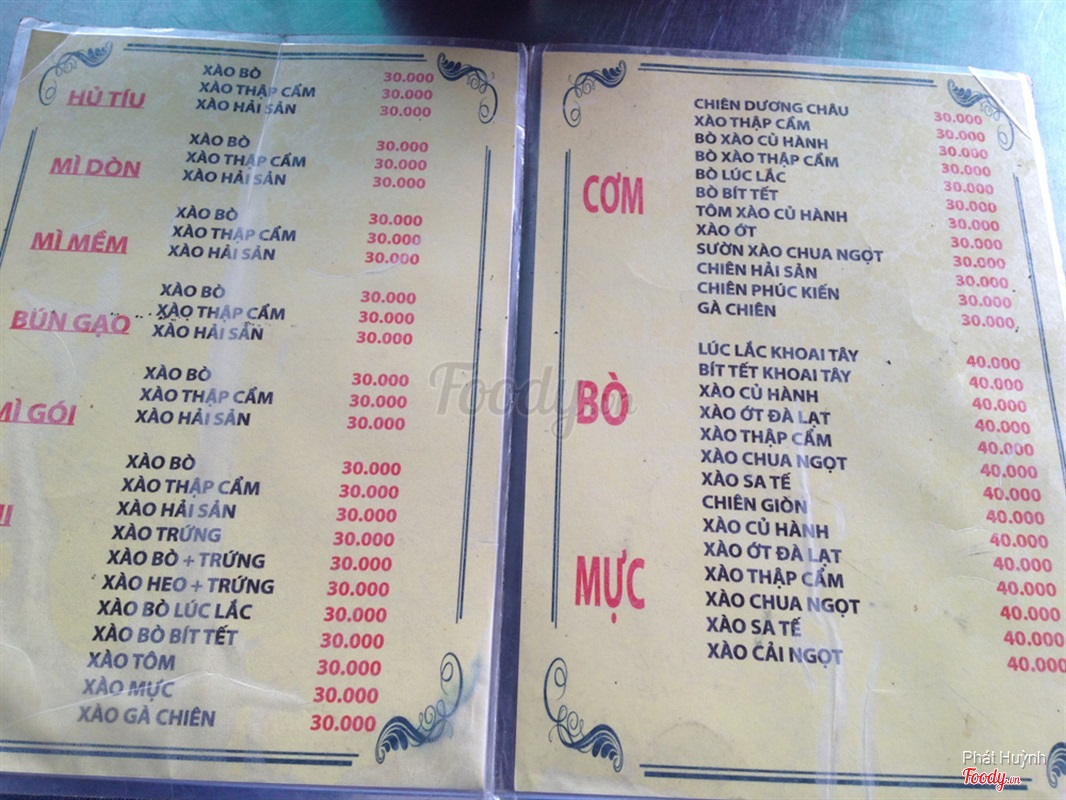 HỦ TÍU
XÀO BÒ 30.000
XÀO THẬP CẨM 30.000
XÀO HẢI SẢN 30.000
MÌ DÒN
XÀO BÒ 30.000
XÀO THẬP CẨM 30.000
XÀO HẢI SẢN 30.000
MÌ MỀM
XÀO BÒ 30.000
XÀO THẬP CẨM 30.000
XÀO HẢI SẢN 30.000
BÚN GẠO
XÀO BÒ 30.000
XÀO THẬP CẨM 30.000
XÀO HẢI SẢN 30.000
MÌ GÓI
XÀO BÒ 30.000
XÀO THẬP CẨM 30.000
XÀO HẢI SẢN 30.000
XÀO BÒ 30.000
XÀO THẬP CẨM 30.000
XÀO HẢI SẢN 30.000
XÀO TRỨNG 30.000
XÀO BÒ + TRỨNG 30.000
XÀO HEO + TRỨNG 30.000
XÀO BÒ LÚC LẮC 30.000
XÀO BÒ BÍT TẾT 30.000
XÀO TÔM 30.000
XÀO MỰC 30.000
XÀO GÀ CHIÊN 30.000
CƠM
CHIÊN DƯƠNG CHÂU 30.000
XÀO THẬP CẨM 30.000
BÒ XÀO CỦ HÀNH 30.000
BÒ XÀO THẬP CẨM 30.000
BÒ LÚC LẮC 30.000
BÒ BÍT TẾT 30.000
TÔM XÀO CỦ HÀNH 30.000
XÀO ỚT 30.000
SƯỜN XÀO CHUA NGỌT 30.000
CHIÊN HẢI SẢN 30.000
CHIÊN PHÚC KIẾN 30.000
GÀ CHIÊN 30.000
BÒ
LÚC LẮC KHOAI TÂY 40.000
BÍT TẾT KHOAI TÂY 40.000
XÀO CỦ HÀNH 40.000
XÀO ỚT ĐÀ LẠT 40.000
XÀO THẬP CẨM 40.000
XÀO CHUA NGỌT 40.000
XÀO SA TẾ 40.000
MỰC
CHIÊN GIÒN 40.000
XÀO CỦ HÀNH 40.000
XÀO ỚT ĐÀ LẠT 40.000
XÀO THẬP CẨM 40.000
XÀO CHUA NGỌT 40.000
XÀO SA TẾ 40.000
XÀO CẢI NGỌT 40.000
Foody.vn
Phát Huỳnh
Foody.vn